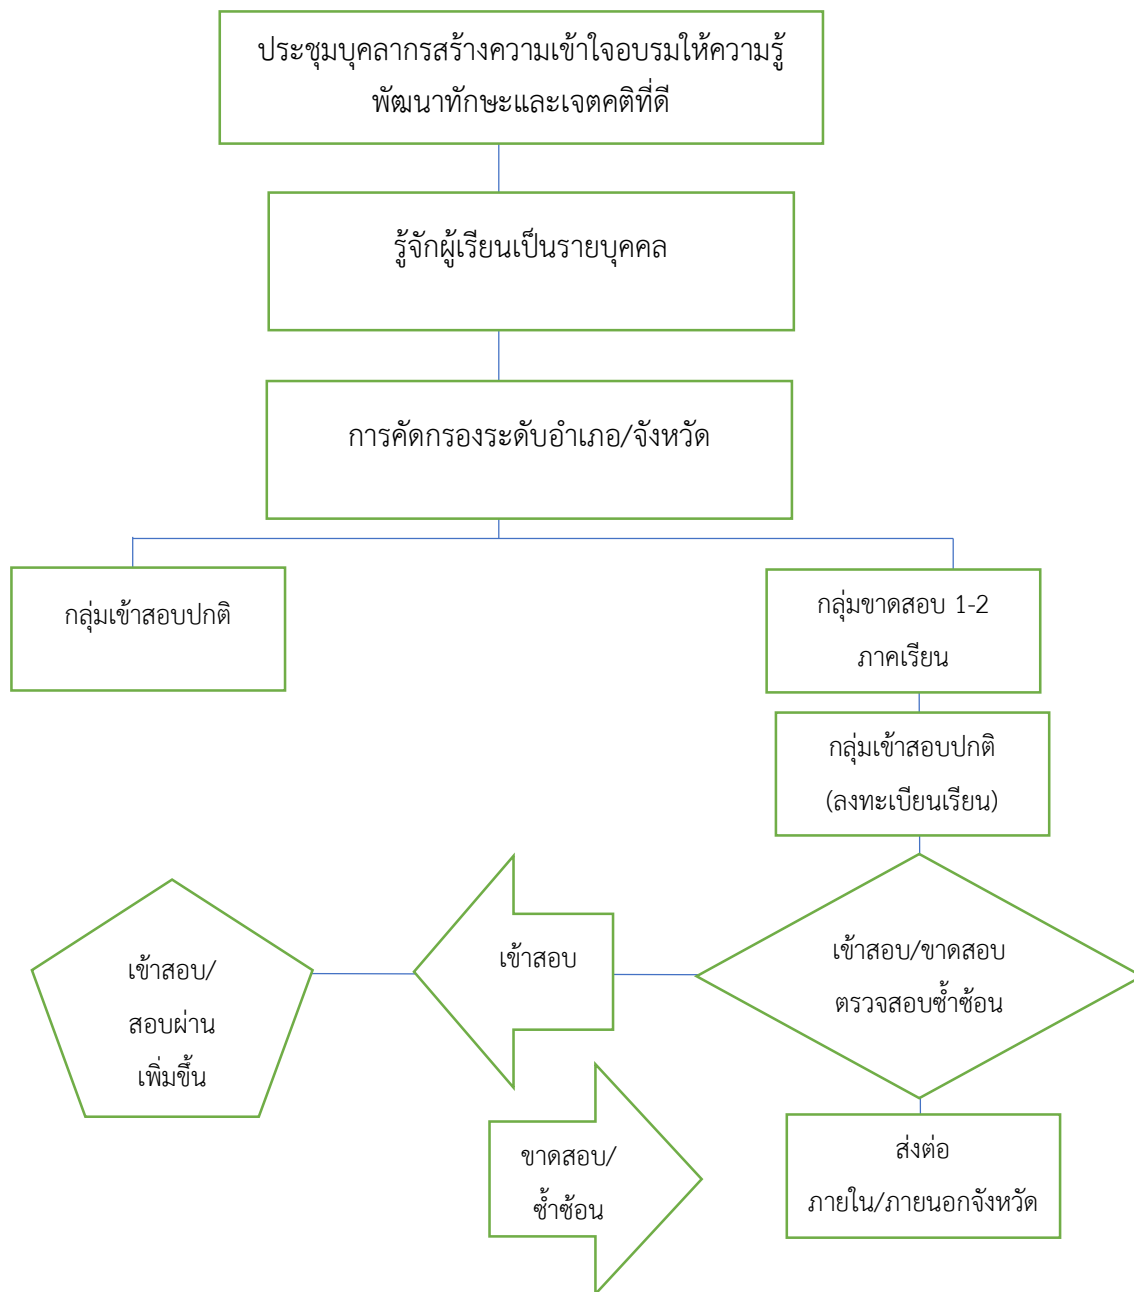 ประชุมบุคลากรสร้างความเข้าใจอบรมให้ความรู้
พัฒนาทักษะและเจตคติที่ดี
รู้จักผู้เรียนเป็นรายบุคคล
การคัดกรองระดับอำเภอ/จังหวัด
กลุ่มเข้าสอบปกติ
กลุ่มขาดสอบ 1-2
ภาคเรียน
กลุ่มเข้าสอบปกติ
(ลงทะเบียนเรียน)
เข้าสอบ/ขาดสอบ
ตรวจสอบซ้ำซ้อน
เข้าสอบ
เข้าสอบ/
สอบผ่าน
เพิ่มขึ้น
ขาดสอบ/
ซ้ำซ้อน
ส่งต่อ
ภายใน/ภายนอกจังหวัด